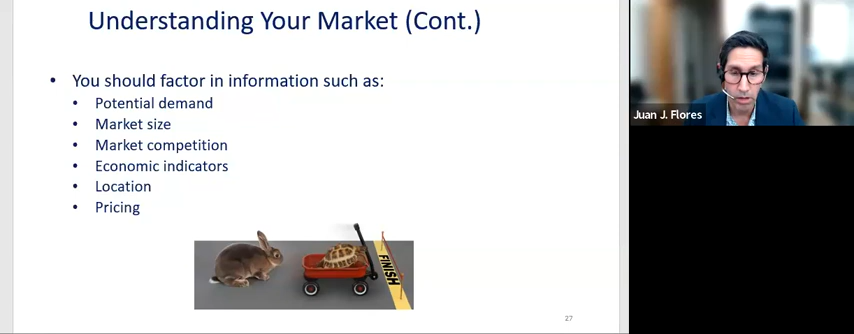 Understanding Your Market (Cont.)
• You should factor in information such as:
• Potential demand
• Market size
• Market competition
• Economic indicators
• Location
• Pricing
FINISH
27
Juan J. Flores